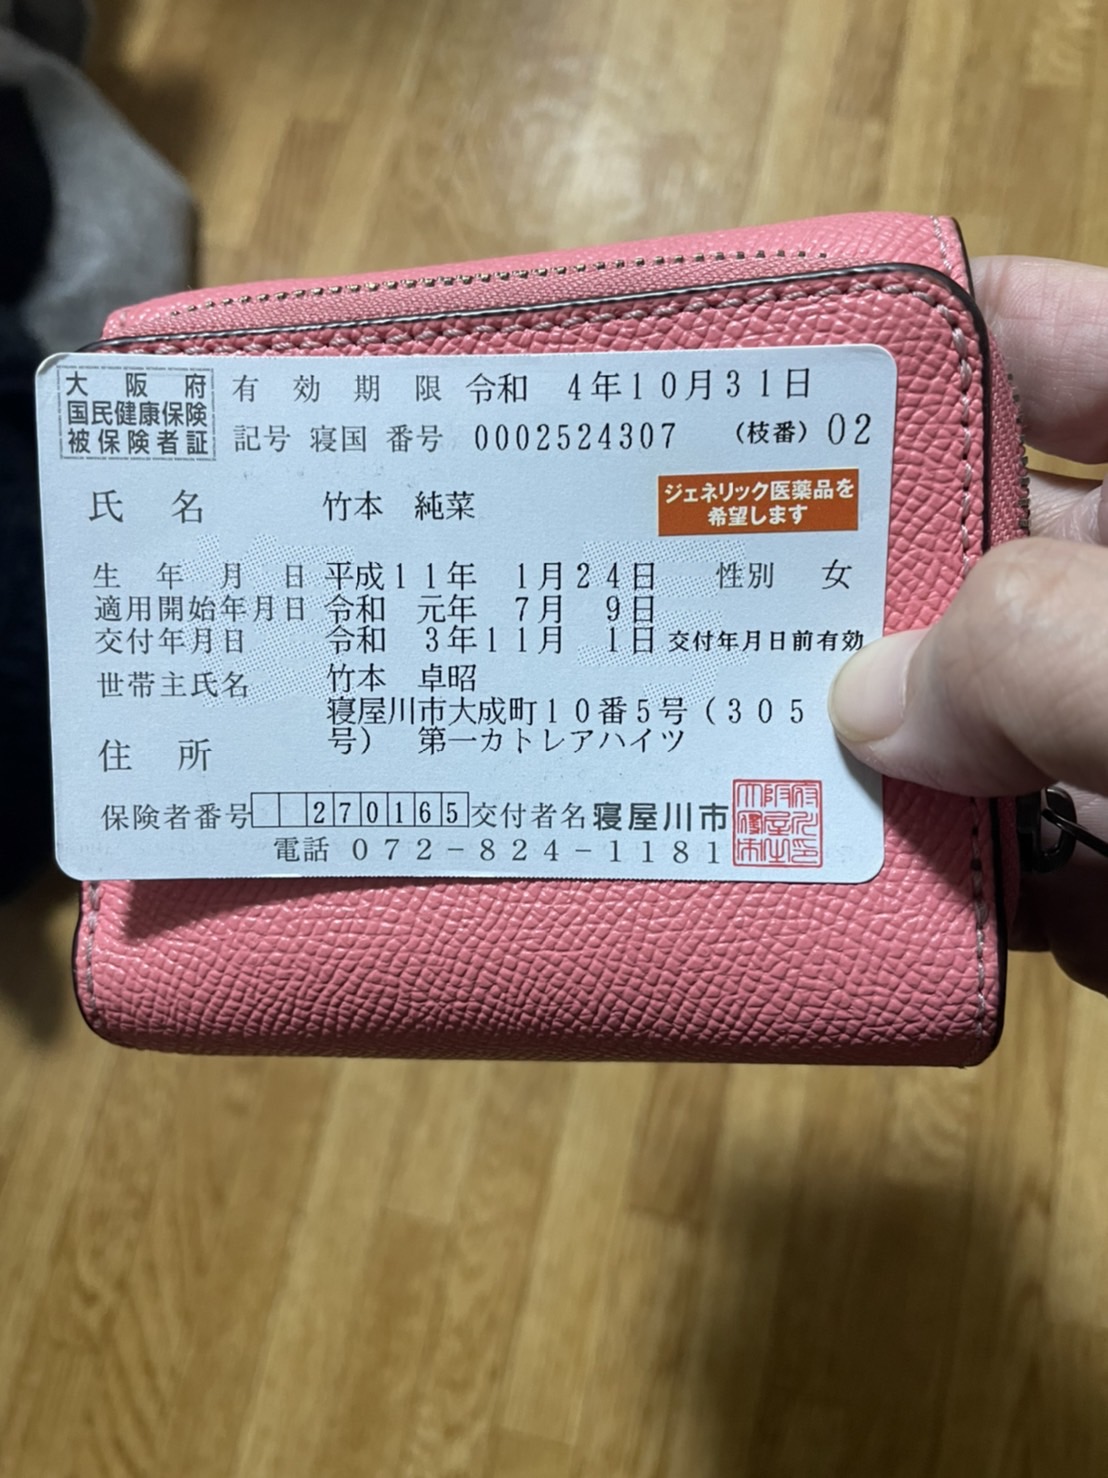 大阪府
国民健康保険
被保険者証
有効期限 令和 4年10月31日
記号 寝国 番号 0002524307 (枝番) 02
氏名 竹本 純菜
ジェネリック医薬品を
希望します
生年月日 平成11年 1月24日 性別 女
適用開始年月日 令和 元年 7月 9日
交付年月日 令和 3年11月 1日 交付年月日前有効
世帯主氏名 竹本 卓昭
寝屋川市大成町10番5号(305
住所 号) 第一カトレアハイツ
保険者番号 270165 交付者名 寝屋川市
電話 072-824-1181